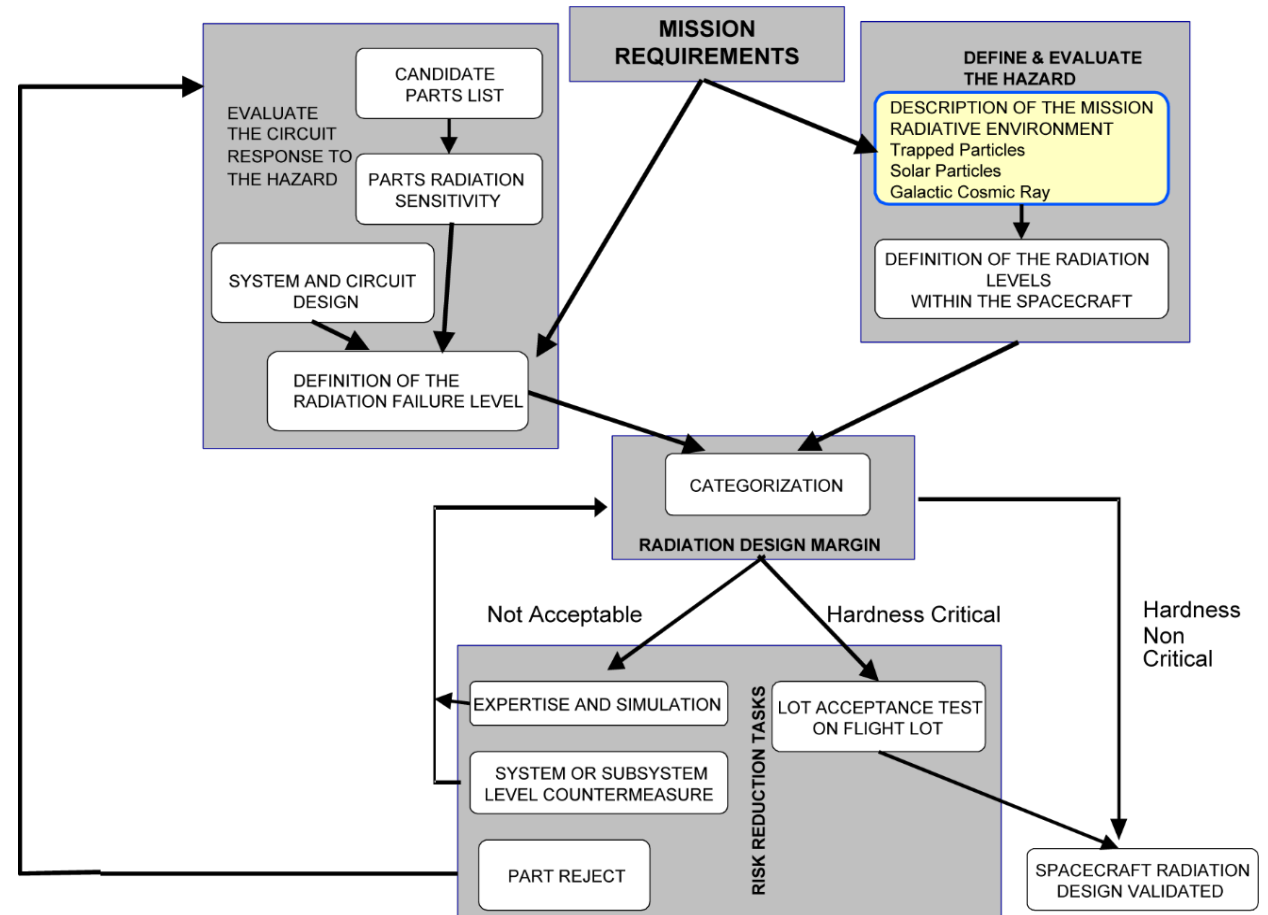 MISSION
REQUIREMENTS
EVALUATE
THE CIRCUIT
RESPONSE TO
THE HAZARD
CANDIDATE
PARTS LIST
PARTS RADIATION
SENSITIVITY
SYSTEM AND CIRCUIT
DESIGN
DEFINITION OF THE
RADIATION FAILURE LEVEL
DEFINE & EVALUATE
THE HAZARD
DESCRIPTION OF THE MISSION
RADIATIVE ENVIRONMENT
Trapped Particles
Solar Particles
Galactic Cosmic Ray
DEFINITION OF THE RADIATION
LEVELS
WITHIN THE SPACECRAFT
CATEGORIZATION
RADIATION DESIGN MARGIN
Not Acceptable
Hardness Critical
Hardness
Non
Critical
EXPERTISE AND SIMULATION
SYSTEM OR SUBSYSTEM
LEVEL COUNTERMEASURE
PART REJECT
RISK REDUCTION TASKS
LOT ACCEPTANCE TEST
ON FLIGHT LOT
SPACECRAFT RADIATION
DESIGN VALIDATED